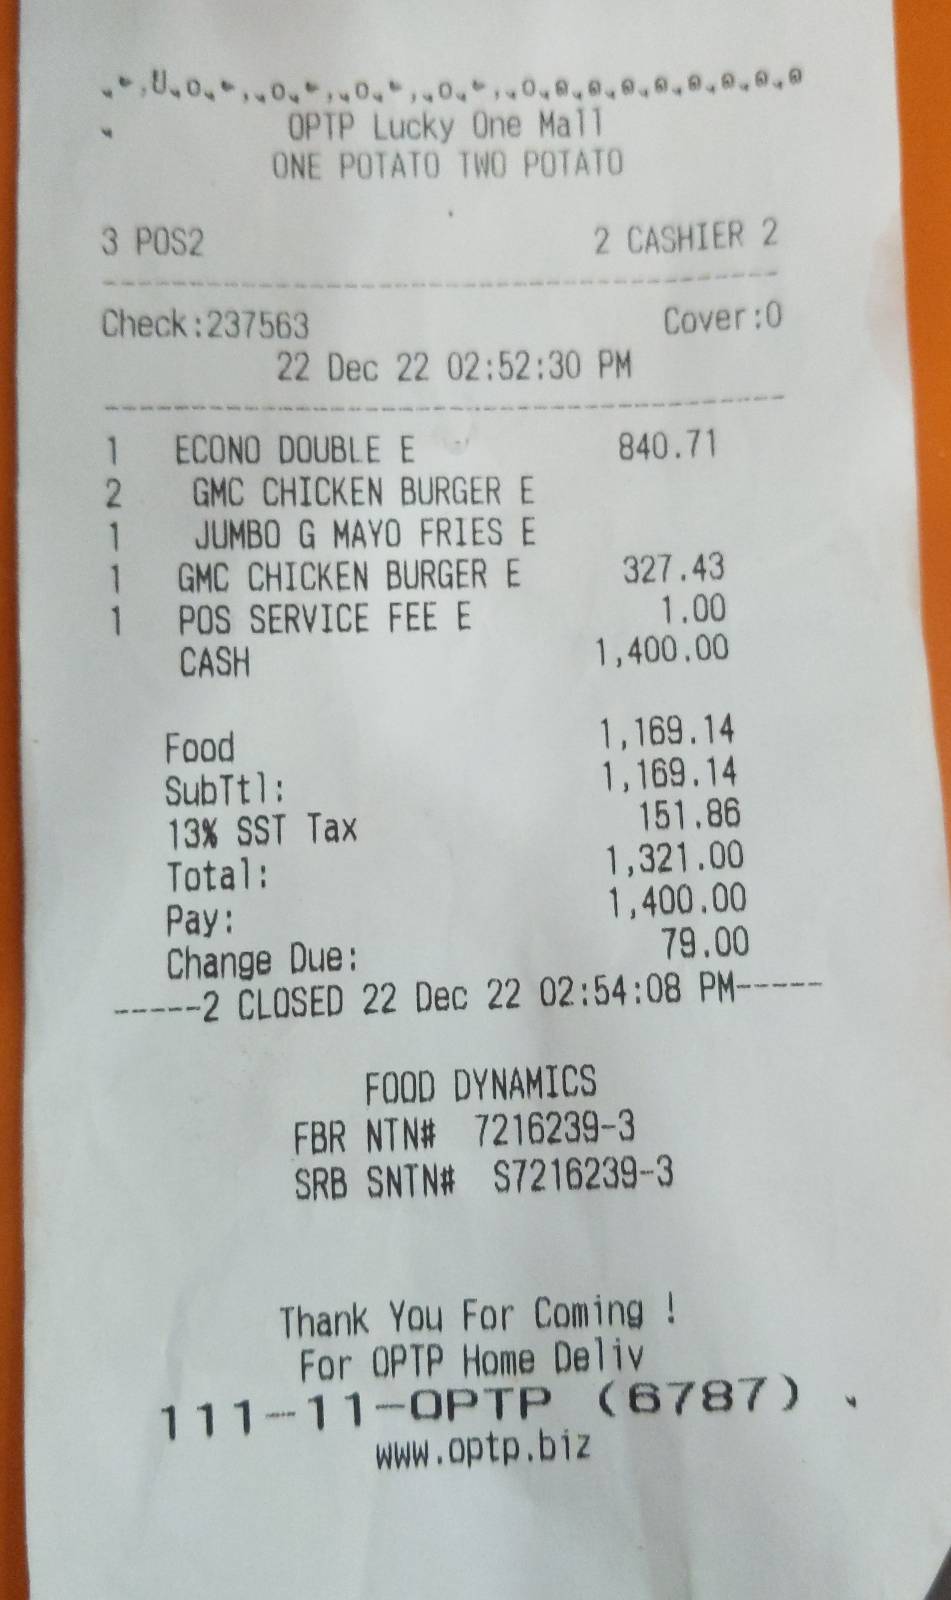 OPTP Lucky One Mall
ONE POTATO TWO POTATO
3 POS2 2 CASHIER 2
Check:237563 Cover:0
22 Dec 22 02:52:30 PM
1 ECONO DOUBLE E 840.71
2 GMC CHICKEN BURGER E
1 JUMBO G MAYO FRIES E
1 GMC CHICKEN BURGER E 327.43
1 POS SERVICE FEE E 1.00
CASH 1,400.00
Food 1,169.14
SubTtl: 1,169.14
13% SST Tax 151.86
Total: 1,321.00
Pay: 1,400.00
Change Due: 79.00
-----2 CLOSED 22 Dec 22 02:54:08 PM-----
FOOD DYNAMICS
FBR NTN# 7216239-3
SRB SNTN# S7216239-3
Thank You For Coming !
For OPTP Home Deliv
111-11-OPTP (6787)
www.optp.biz